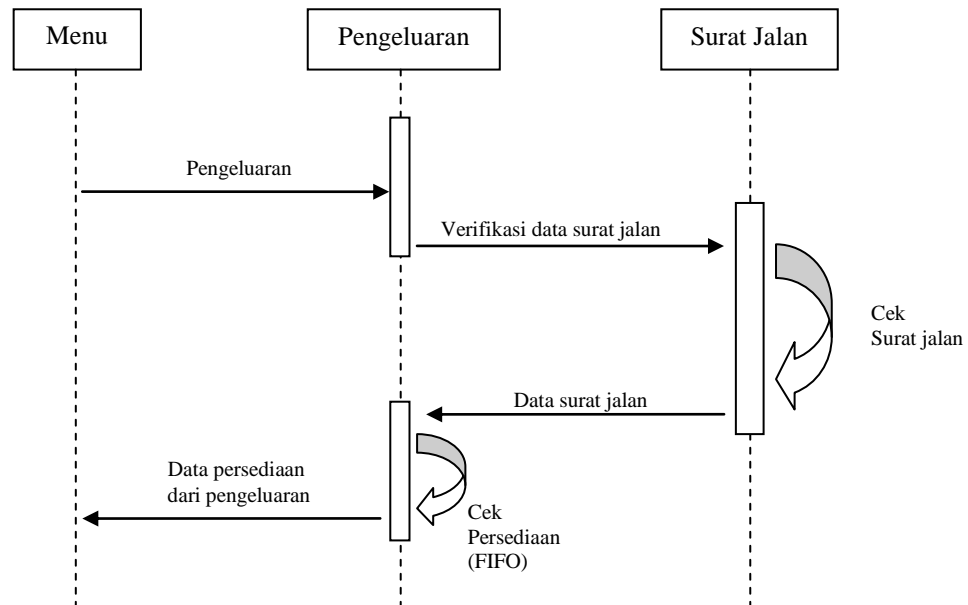 Menu
Pengeluaran
Surat Jalan
Pengeluaran
Verifikasi data surat jalan
Cek
Surat jalan
Data surat jalan
Data persediaan
dari pengeluaran
Cek
Persediaan
(FIFO)